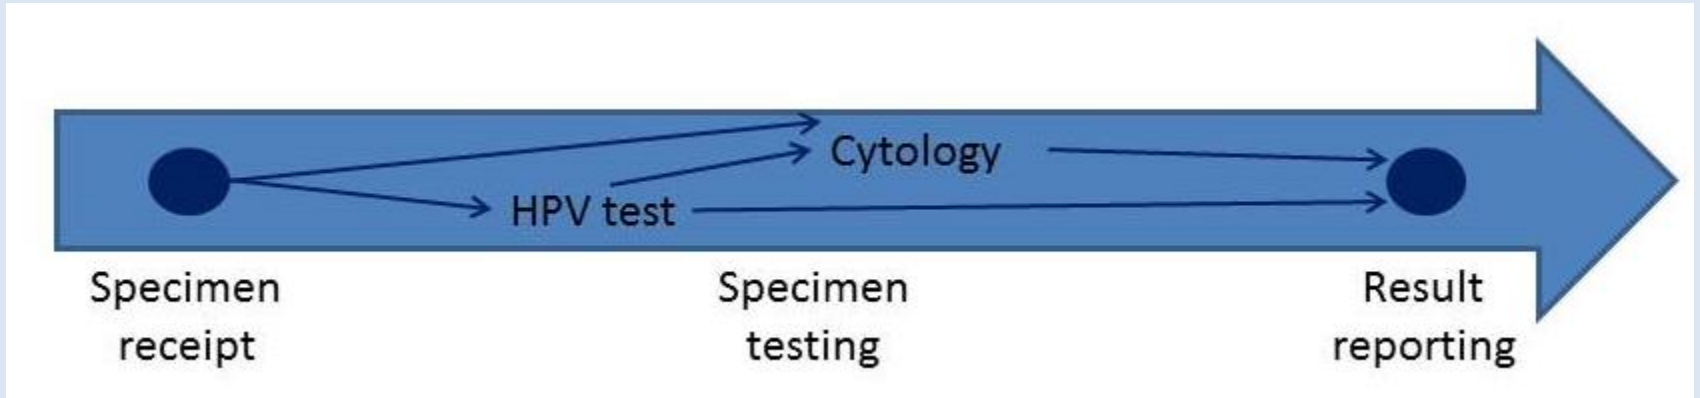 Cytology
HPV test
Specimen
receipt
Specimen
testing
Result
reporting